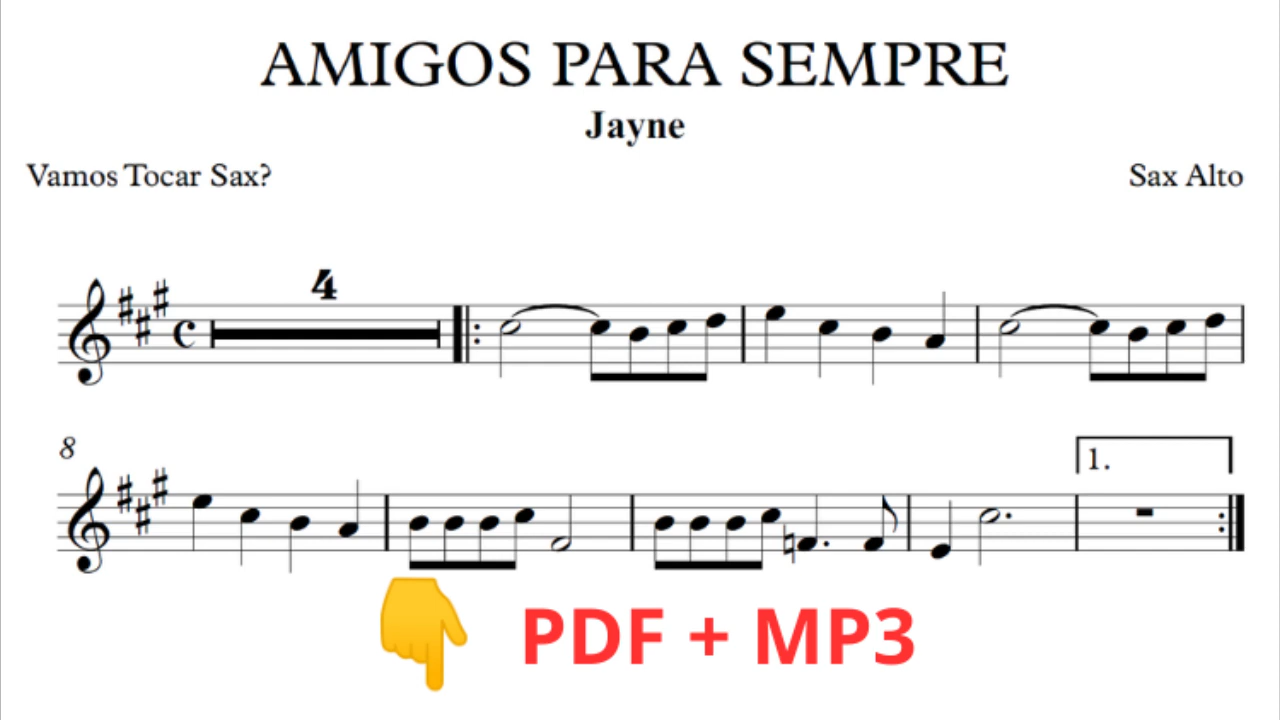 AMIGOS PARA SEMPRE
Jayne
Vamos Tocar Sax?
Sax Alto
4
8
1.
PDF + MP3